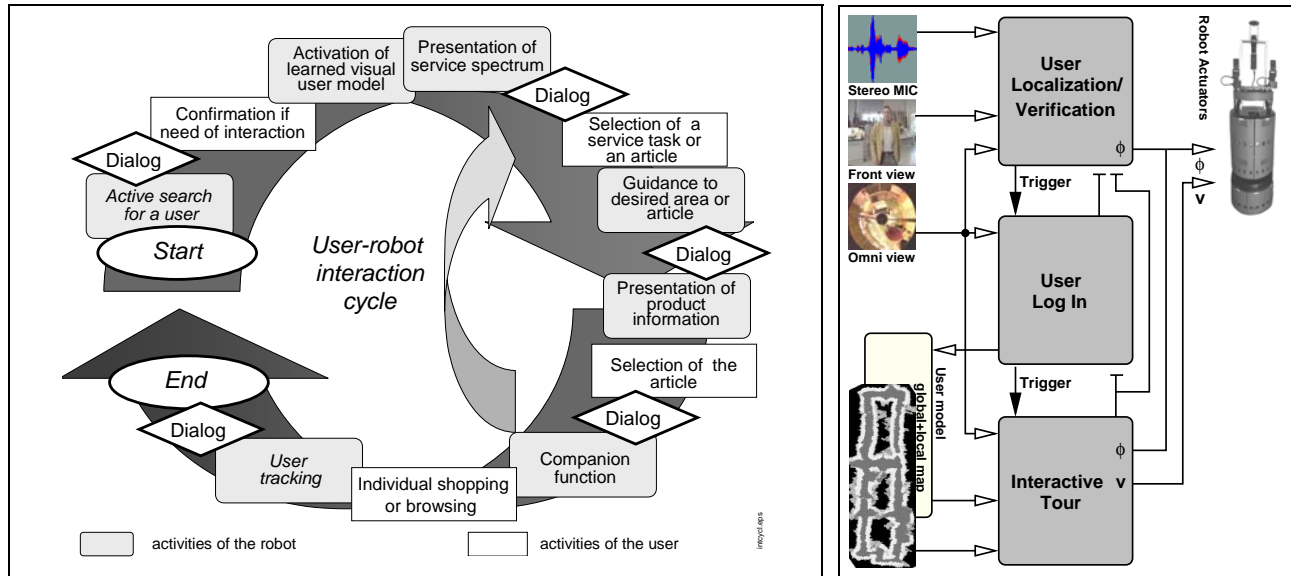 Activation of
learned visual
user model
Presentation of
service spectrum
Dialog
Confirmation if
need of interaction
Selection of a
service task or
an article
Dialog
Active search
for a user
Guidance to
desired area or
article
Start
User-robot
interaction
cycle
Dialog
Presentation of
product
information
Selection of the
article
End
Dialog
Dialog
User
tracking
Individual shopping
or browsing
Companion
function
activities of the robot
activities of the user
intcycl.eps
Stereo MIC
Front view
Omni view
User
Localization/
Verification
ϕ
Trigger
User
Log In
Trigger
User model
global+local map
Interactive
Tour
ϕ
v
Robot Actuators
ϕ
v